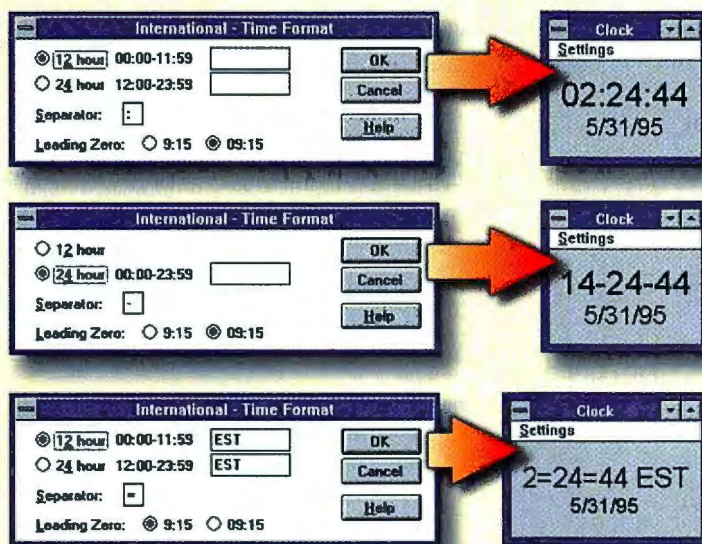 International - Time Format
12 hour 00:00-11:59
24 hour 12:00-23:59
Separator: :
Leading Zero: 9:15 09:15
OK
Cancel
Help
Clock
Settings
02:24:44
5/31/95
International - Time Format
12 hour
24 hour 00:00-23:59
Separator: -
Leading Zero: 9:15 09:15
OK
Cancel
Help
Clock
Settings
14-24-44
5/31/95
International - Time Format
12 hour 00:00-11:59 EST
24 hour 12:00-23:59 EST
Separator: =
Leading Zero: 9:15 09:15
OK
Cancel
Help
Clock
Settings
2=24=44 EST
5/31/95